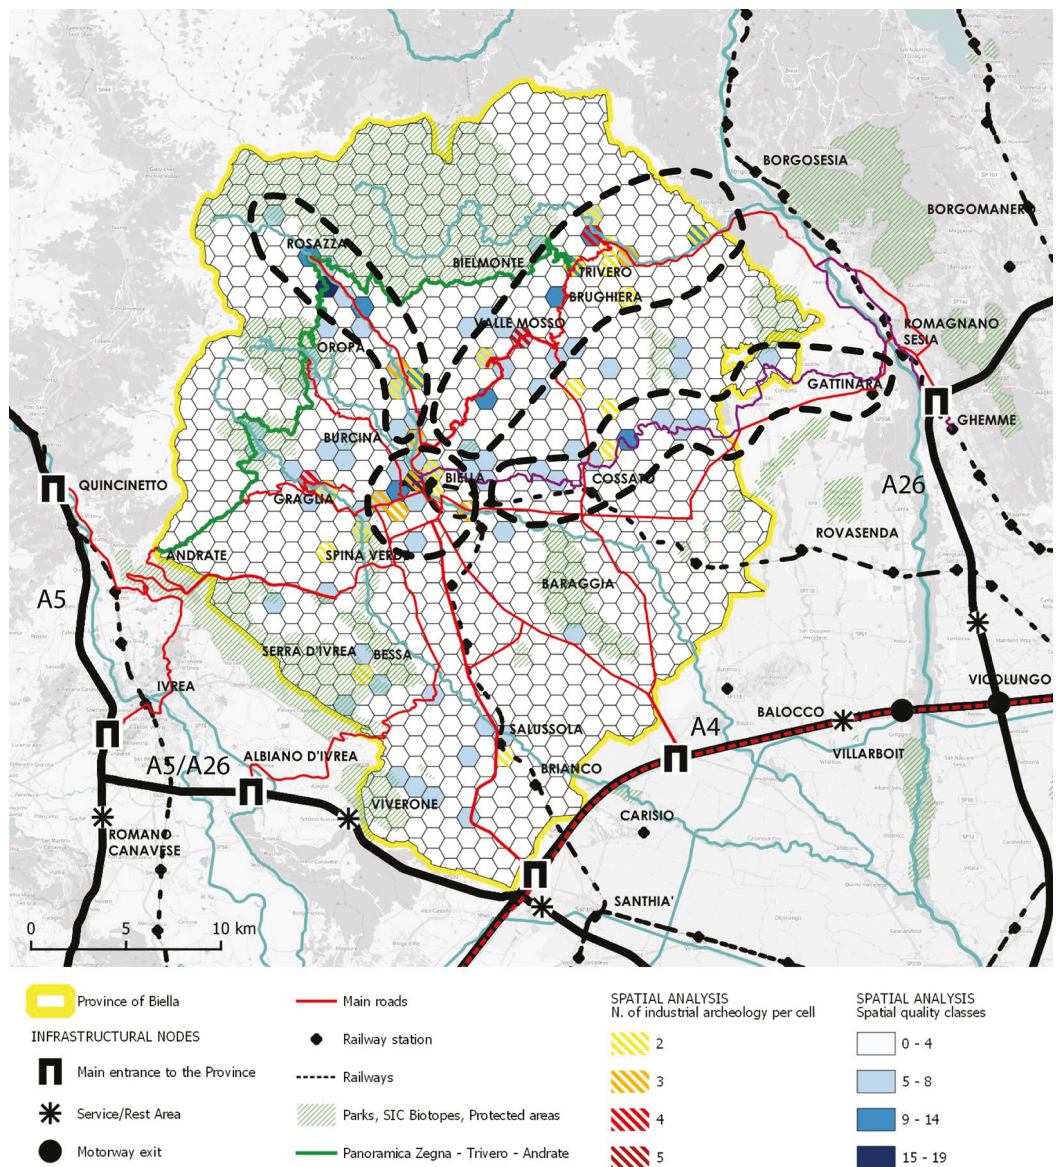 BORGOSESIA
BORGOMANERO
ROSAZZA
BIELMONTE
TRIVERO
BRUGHIERA
VALLE MOSSO
ROMAGNANO
SESIA
OROPA
GATTINARA
GHEMME
BURCINA
QUINCINETTO
BIELLA
COSSATO
A26
GRAGLIA
ROVASENDA
ANDRATE
SPINA VERDE
BARAGGIA
A5
SERRA D'IVREA
BESSA
IVREA
VICOLUNGO
BALOCCO
SALUSSOLA
A4
VILLARBOIT
ALBIANO D'IVREA
A5/A26
BRIANCO
VIVERONE
CARISIO
ROMANO
CANAVESE
SANTHIA'
0 5 10 km
Province of Biella
INFRASTRUCTURAL NODES
Main entrance to the Province
Service/Rest Area
Motorway exit
Main roads
Railway station
Railways
Parks, SIC Biotopes, Protected areas
Panoramica Zegna - Trivero - Andrate
SPATIAL ANALYSIS
N. of industrial archeology per cell
2
3
4
5
SPATIAL ANALYSIS
Spatial quality classes
0 - 4
5 - 8
9 - 14
15 - 19